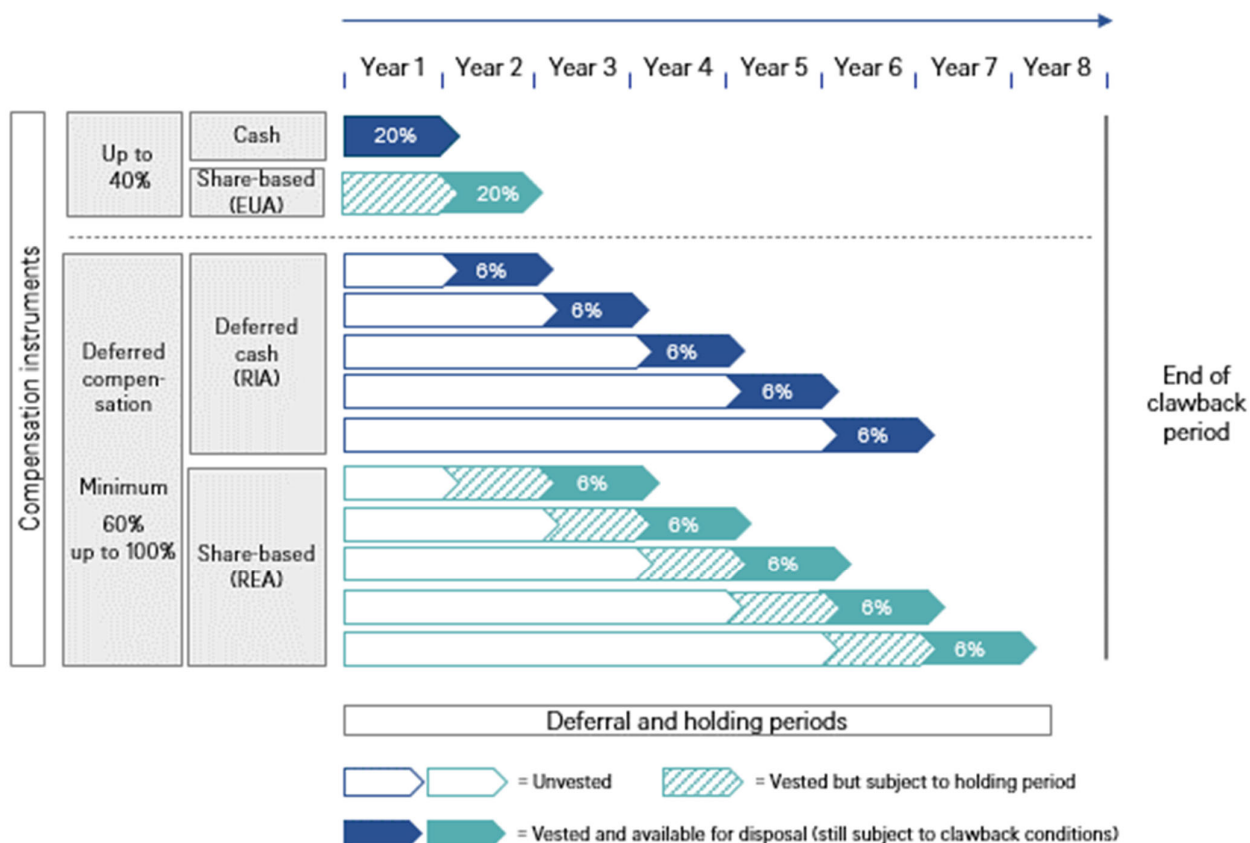 Year 1 Year 2 Year 3 Year 4 Year 5 Year 6 Year 7 Year 8
Compensation instruments
Up to
40%
Cash
20%
Share-based
(EUA)
20%
Deferred
compen-
sation
Minimum
60%
up to 100%
Deferred
cash
(RIA)
6%
6%
6%
6%
6%
Share-based
(REA)
6%
6%
6%
6%
6%
End of
clawback
period
Deferral and holding periods
= Unvested
= Vested but subject to holding period
= Vested and available for disposal (still subject to clawback conditions)